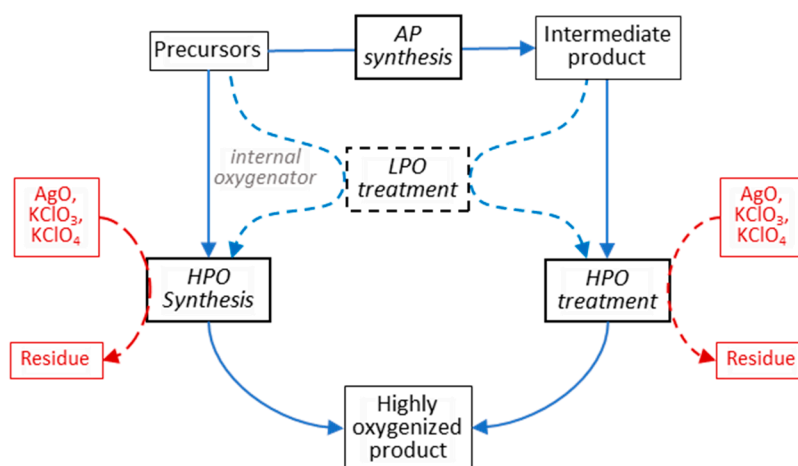 Precursors
AP
synthesis
Intermediate
product
internal
oxygenator
LPO
treatment
AgO,
KClO₃,
KClO₄
HPO
Synthesis
HPO
treatment
AgO,
KClO₃,
KClO₄
Residue
Residue
Highly
oxygenized
product